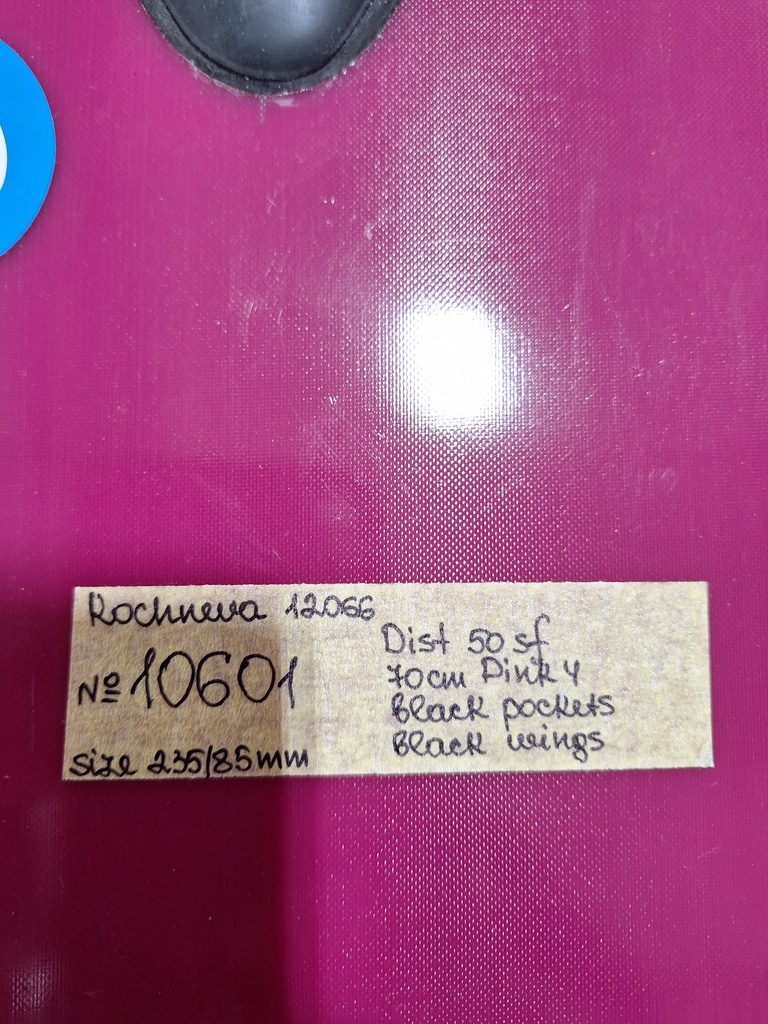 Rochneva 12066
№ 10601
size 235/85mm
Dist 50 sf
70cm Pink 4
Black pockets
Black wings